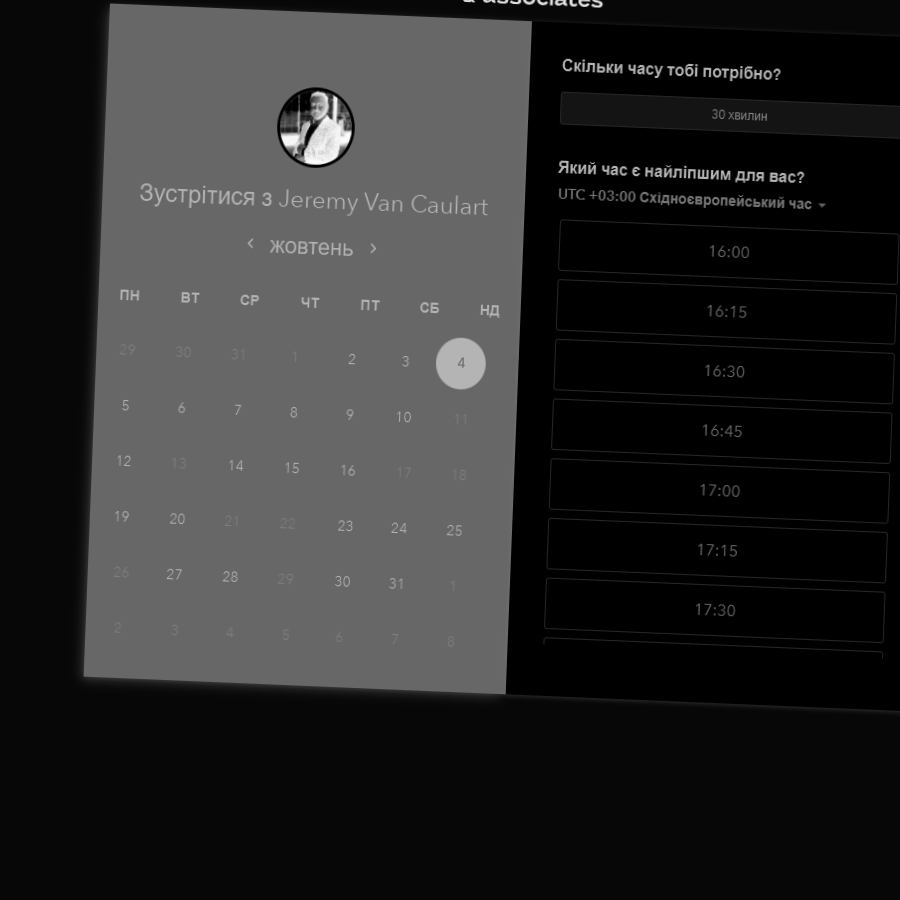 & associates
Зустрітися з Jeremy Van Caulart
‹ жовтень ›
ПН ВТ СР ЧТ ПТ СБ НД
29 30 31 1 2 3 4
5 6 7 8 9 10 11
12 13 14 15 16 17 18
19 20 21 22 23 24 25
26 27 28 29 30 31 1
2 3 4 5 6 7 8
Скільки часу тобі потрібно?
30 хвилин
Який час є найліпшим для вас?
UTC +03:00 Східноєвропейський час
16:00
16:15
16:30
16:45
17:00
17:15
17:30